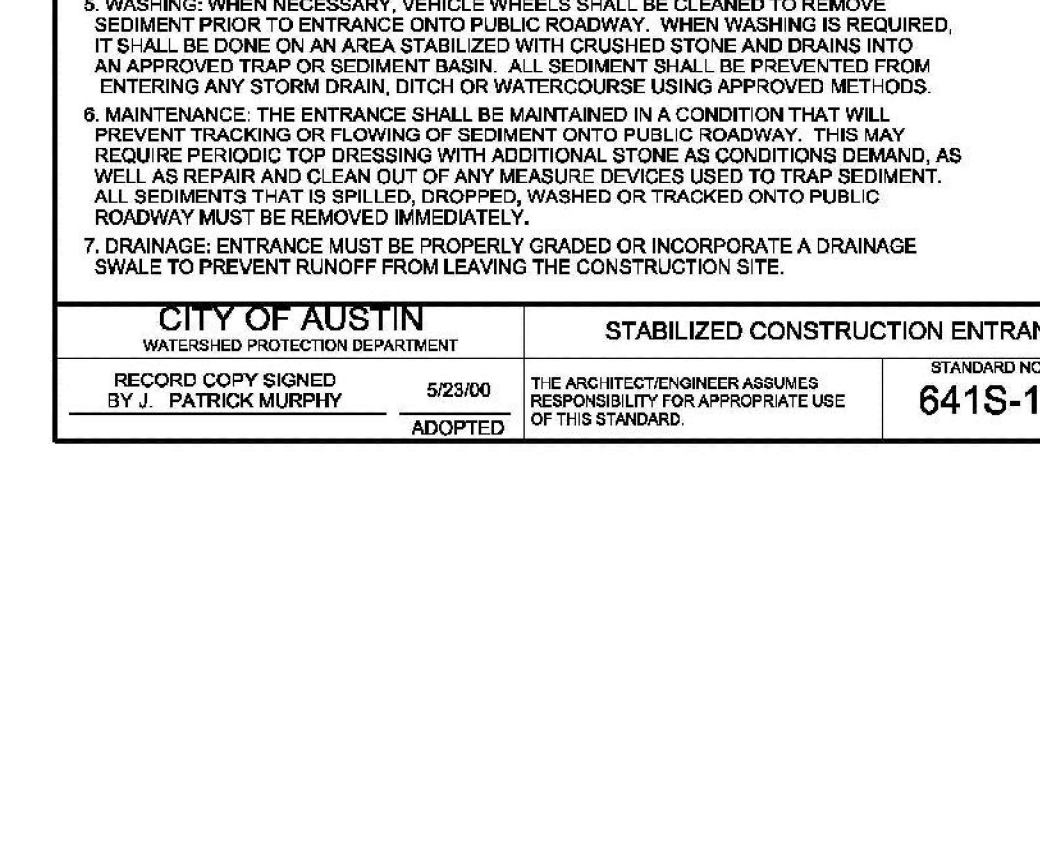 5. WASHING: WHEN NECESSARY, VEHICLE WHEELS SHALL BE CLEANED TO REMOVE
SEDIMENT PRIOR TO ENTRANCE ONTO PUBLIC ROADWAY. WHEN WASHING IS REQUIRED,
IT SHALL BE DONE ON AN AREA STABILIZED WITH CRUSHED STONE AND DRAINS INTO
AN APPROVED TRAP OR SEDIMENT BASIN. ALL SEDIMENT SHALL BE PREVENTED FROM
ENTERING ANY STORM DRAIN, DITCH OR WATERCOURSE USING APPROVED METHODS.
6. MAINTENANCE: THE ENTRANCE SHALL BE MAINTAINED IN A CONDITION THAT WILL
PREVENT TRACKING OR FLOWING OF SEDIMENT ONTO PUBLIC ROADWAY. THIS MAY
REQUIRE PERIODIC TOP DRESSING WITH ADDITIONAL STONE AS CONDITIONS DEMAND, AS
WELL AS REPAIR AND CLEAN OUT OF ANY MEASURE DEVICES USED TO TRAP SEDIMENT.
ALL SEDIMENTS THAT IS SPILLED, DROPPED, WASHED OR TRACKED ONTO PUBLIC
ROADWAY MUST BE REMOVED IMMEDIATELY.
7. DRAINAGE: ENTRANCE MUST BE PROPERLY GRADED OR INCORPORATE A DRAINAGE
SWALE TO PREVENT RUNOFF FROM LEAVING THE CONSTRUCTION SITE.
CITY OF AUSTIN
WATERSHED PROTECTION DEPARTMENT
STABILIZED CONSTRUCTION ENTRAN
RECORD COPY SIGNED
BY J. PATRICK MURPHY
5/23/00
ADOPTED
THE ARCHITECT/ENGINEER ASSUMES
RESPONSIBILITY FOR APPROPRIATE USE
OF THIS STANDARD.
STANDARD NO
641S-1